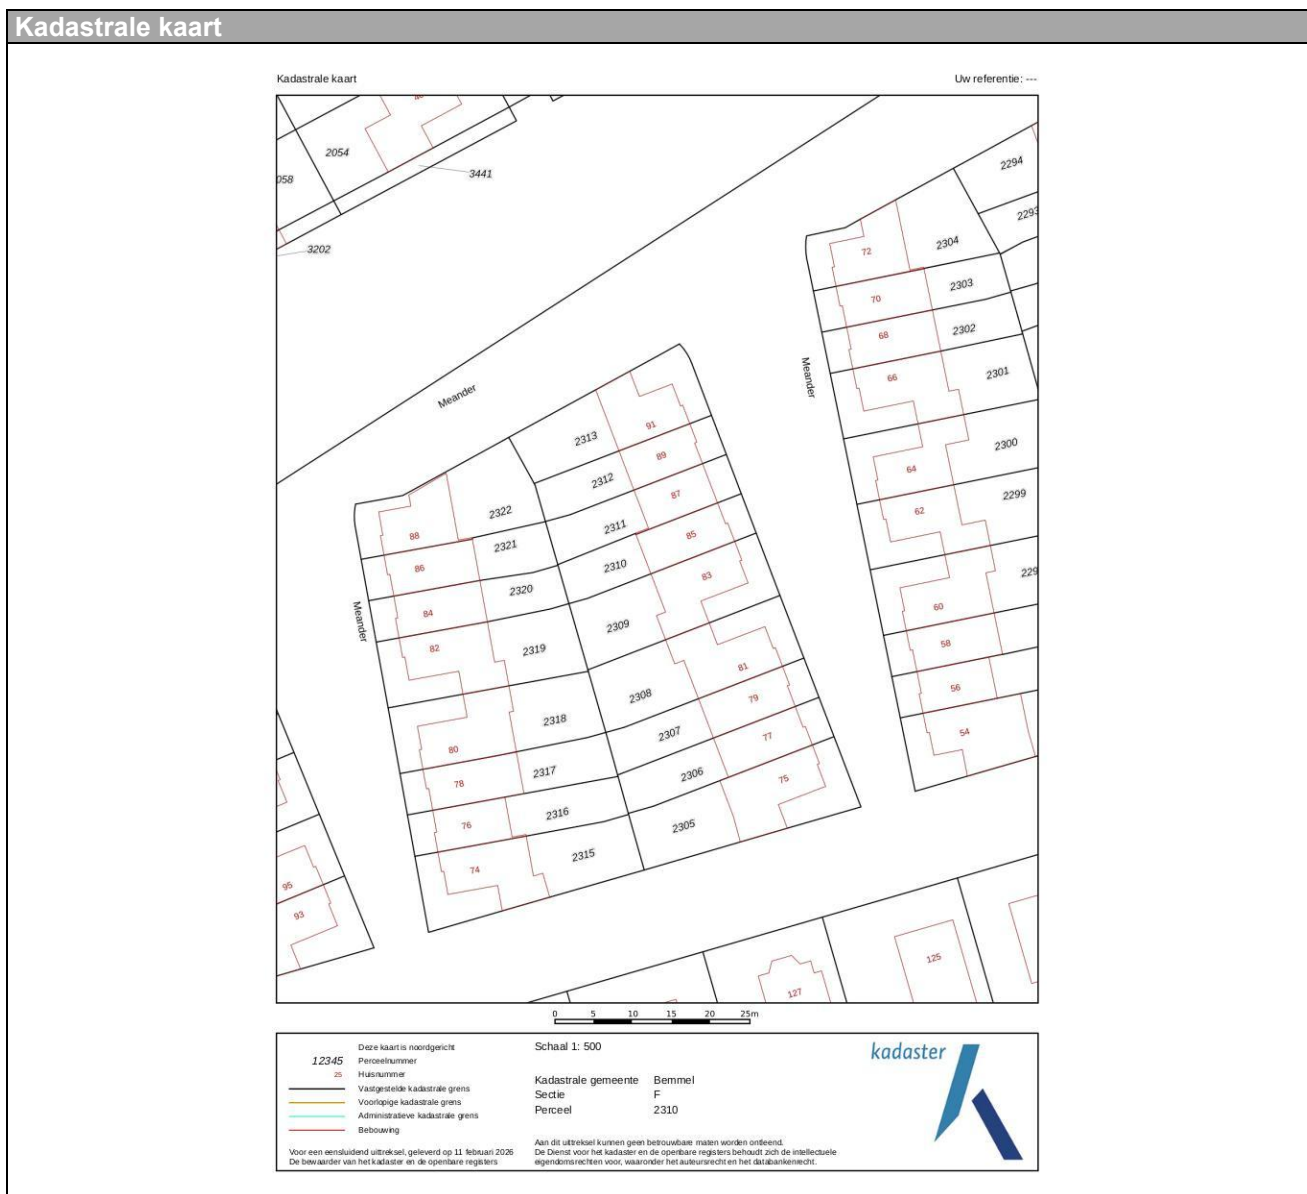 Kadastrale kaart
Kadastrale kaart
Uw referentie: ---
2054
3441
3202
2294
2304
72
2303
70
68
2302
66
2301
Meander
Meander
2313
91
89
2312
87
2311
85
2310
83
2309
2322
88
2321
86
2320
84
Meander
82
2319
64
2300
62
2299
60
58
56
54
2308
81
79
2318
2307
77
80
2306
75
78
2317
76
2316
2305
74
2315
95
93
125
127
0 5 10 15 20 25m
Deze kaart is noordgericht
12345 Perceelnummer
25 Huisnummer
Vastgestelde kadastrale grens
Voorlopige kadastrale grens
Administratieve kadastrale grens
Bebouwing
Voor een eensluidend uittreksel, geleverd op 11 februari 2026
De bewaarder van het kadaster en de openbare registers
Schaal 1: 500
Kadastrale gemeente Bemmel
Sectie F
Perceel 2310
Aan dit uittreksel kunnen geen betrouwbare maten worden ontleend.
De Dienst voor het kadaster en de openbare registers behoudt zich de intellectuele
eigendomsrechten voor, waaronder het auteursrecht en het databankenrecht.
kadaster